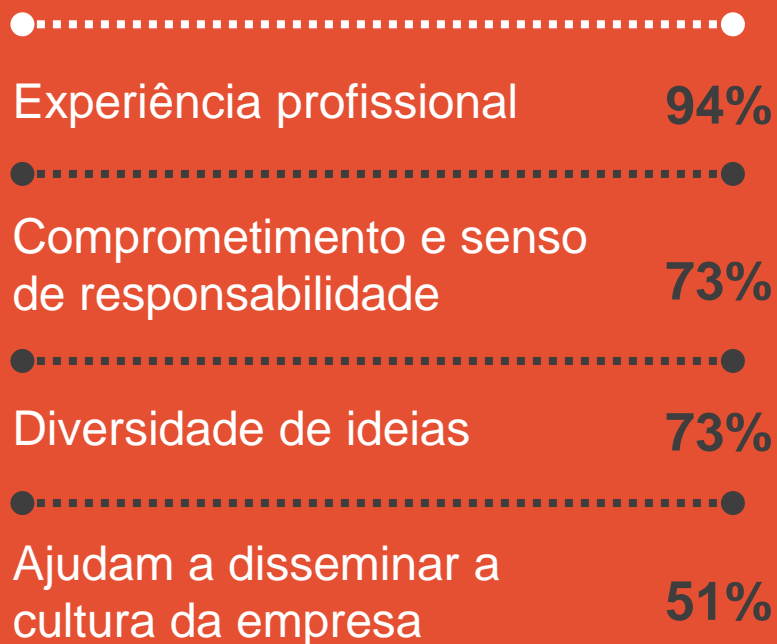 Experiência profissional 94%
Comprometimento e senso
de responsabilidade 73%
Diversidade de ideias 73%
Ajudam a disseminar a
cultura da empresa 51%